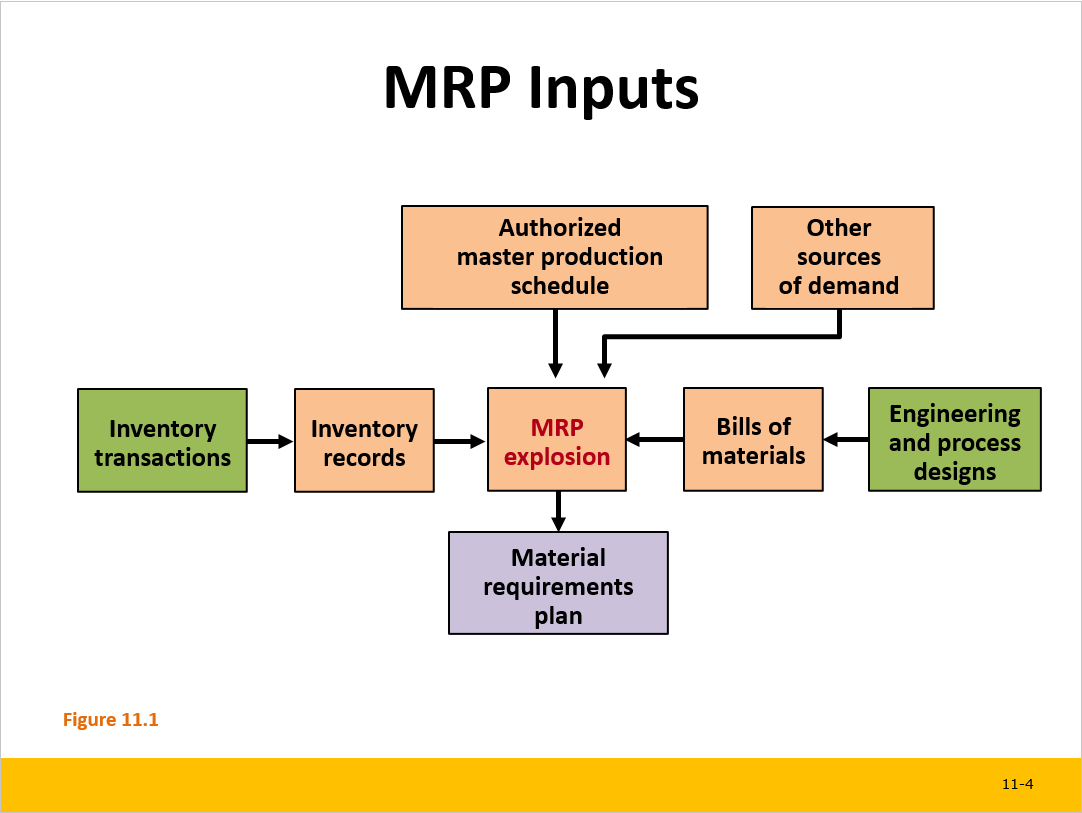 MRP Inputs
Authorized
master production
schedule
Other
sources
of demand
Inventory
transactions
Inventory
records
MRP
explosion
Bills of
materials
Engineering
and process
designs
Material
requirements
plan
Figure 11.1
11-4